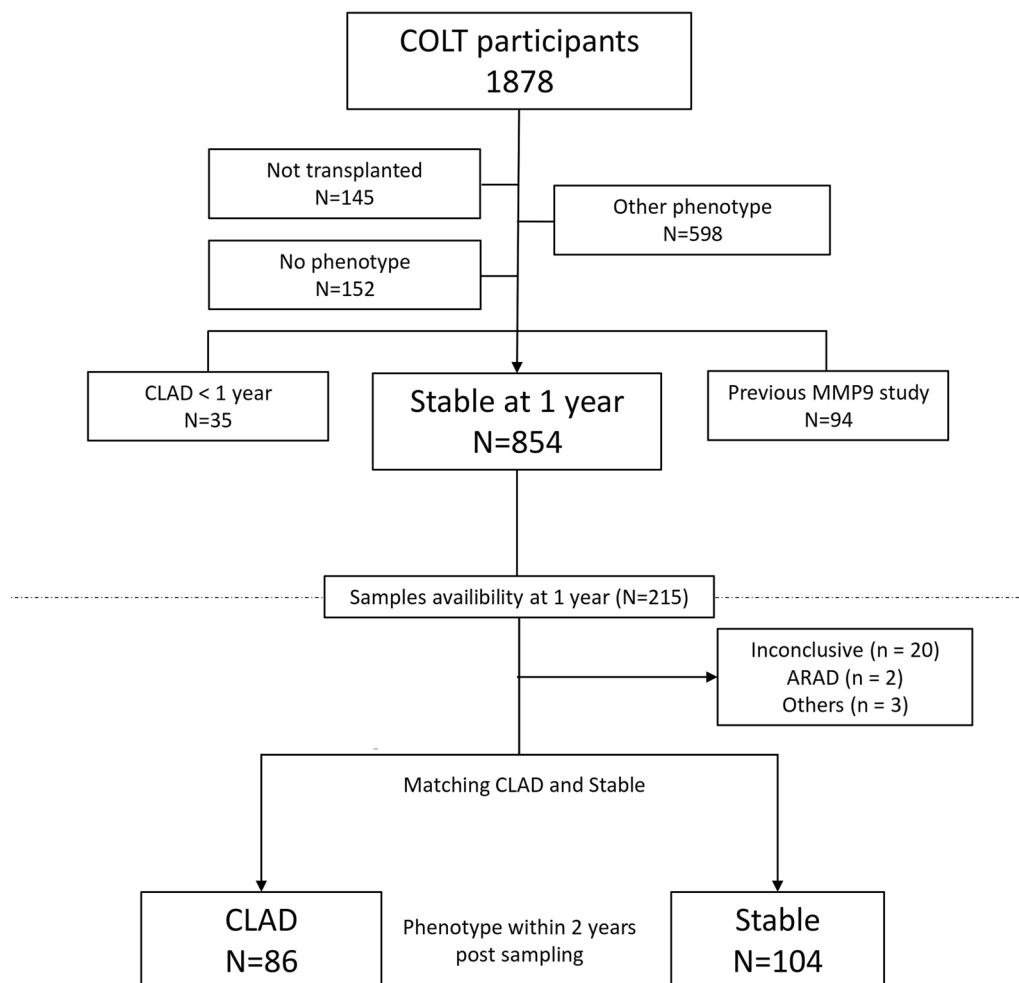 COLT participants
1878
Not transplanted
N=145
Other phenotype
N=598
No phenotype
N=152
CLAD < 1 year
N=35
Stable at 1 year
N=854
Previous MMP9 study
N=94
Samples availibility at 1 year (N=215)
Inconclusive (n = 20)
ARAD (n = 2)
Others (n = 3)
Matching CLAD and Stable
CLAD
N=86
Phenotype within 2 years
post sampling
Stable
N=104